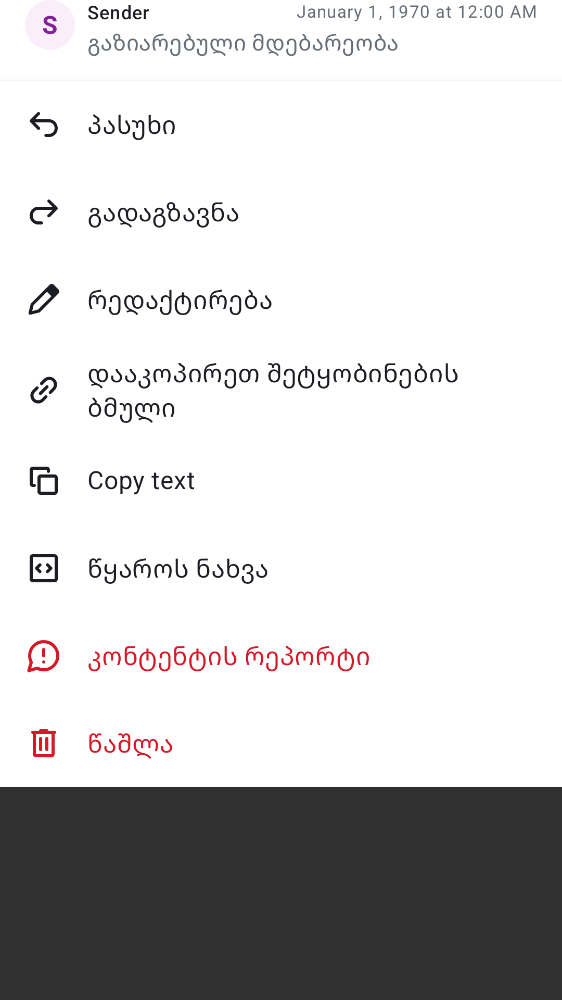 S
Sender
January 1, 1970 at 12:00 AM
გაზიარებული მდებარეობა
პასუხი
გადაგზავნა
რედაქტირება
დააკოპირეთ შეტყობინების
ბმული
Copy text
წყაროს ნახვა
კონტენტის რეპორტი
წაშლა